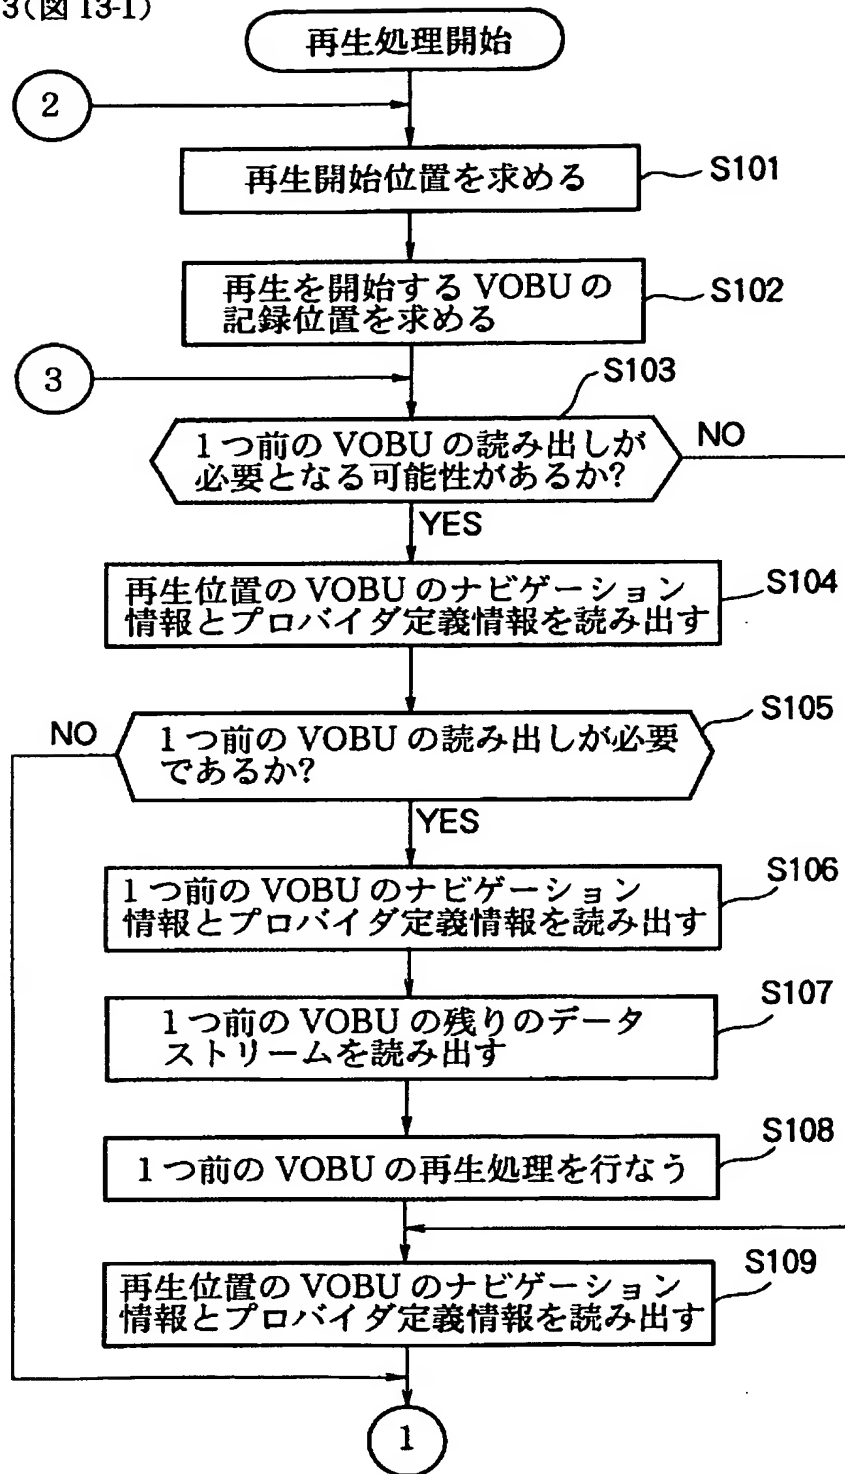 3(図 13-1)
再生処理開始
2
再生開始位置を求める
S101
再生を開始する VOBU の
記録位置を求める
S102
3
S103
1つ前の VOBU の読み出しが
必要となる可能性があるか?
NO
YES
再生位置の VOBU のナビゲーション
情報とプロバイダ定義情報を読み出す
S104
S105
NO
1つ前の VOBU の読み出しが必要
であるか?
YES
1つ前の VOBU のナビゲーション
情報とプロバイダ定義情報を読み出す
S106
S107
1つ前の VOBU の残りのデータ
ストリームを読み出す
S108
1つ前の VOBU の再生処理を行なう
S109
再生位置の VOBU のナビゲーション
情報とプロバイダ定義情報を読み出す
1